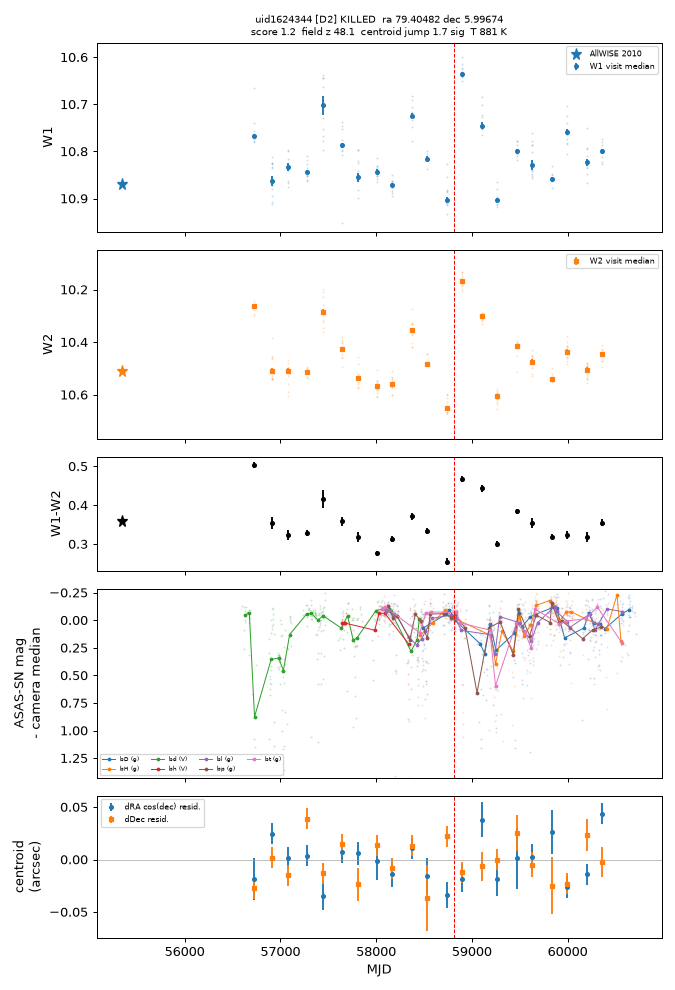 uid1624344 [D2] KILLED  ra 79.40482 dec 5.99674
score 1.2  field z 48.1  centroid jump 1.7 sig  T 881 K
10.6
10.7
10.8
10.9
W1
AllWISE 2010
W1 visit median
10.2
10.4
10.6
W2
W2 visit median
0.5
0.4
0.3
W1-W2
−0.25
0.00
0.25
0.50
0.75
1.00
1.25
ASAS-SN mag
- camera median
bD (g)
bH (g)
bd (V)
bh (V)
bl (g)
bp (g)
bt (g)
0.05
0.00
−0.05
centroid
(arcsec)
dRA cos(dec) resid.
dDec resid.
56000
57000
58000
59000
60000
MJD